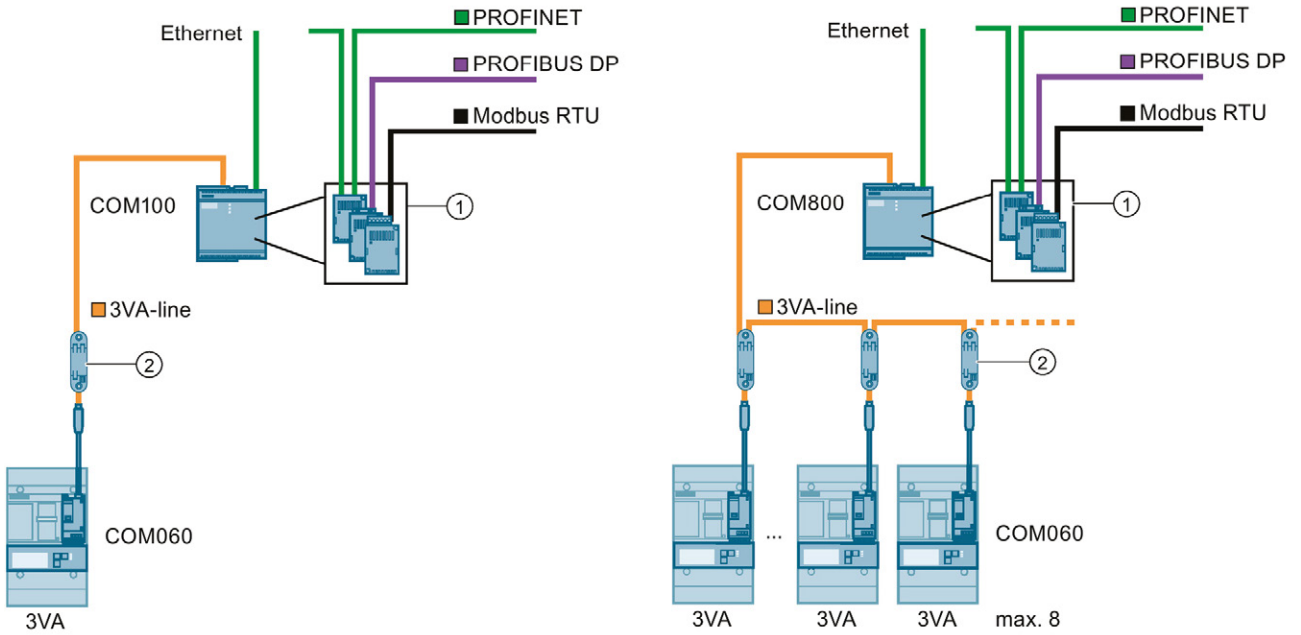 Ethernet
PROFINET
PROFIBUS DP
Modbus RTU
COM100
1
3VA-line
2
COM060
3VA
Ethernet
PROFINET
PROFIBUS DP
Modbus RTU
COM800
1
3VA-line
2
...
COM060
3VA
3VA
3VA
max. 8